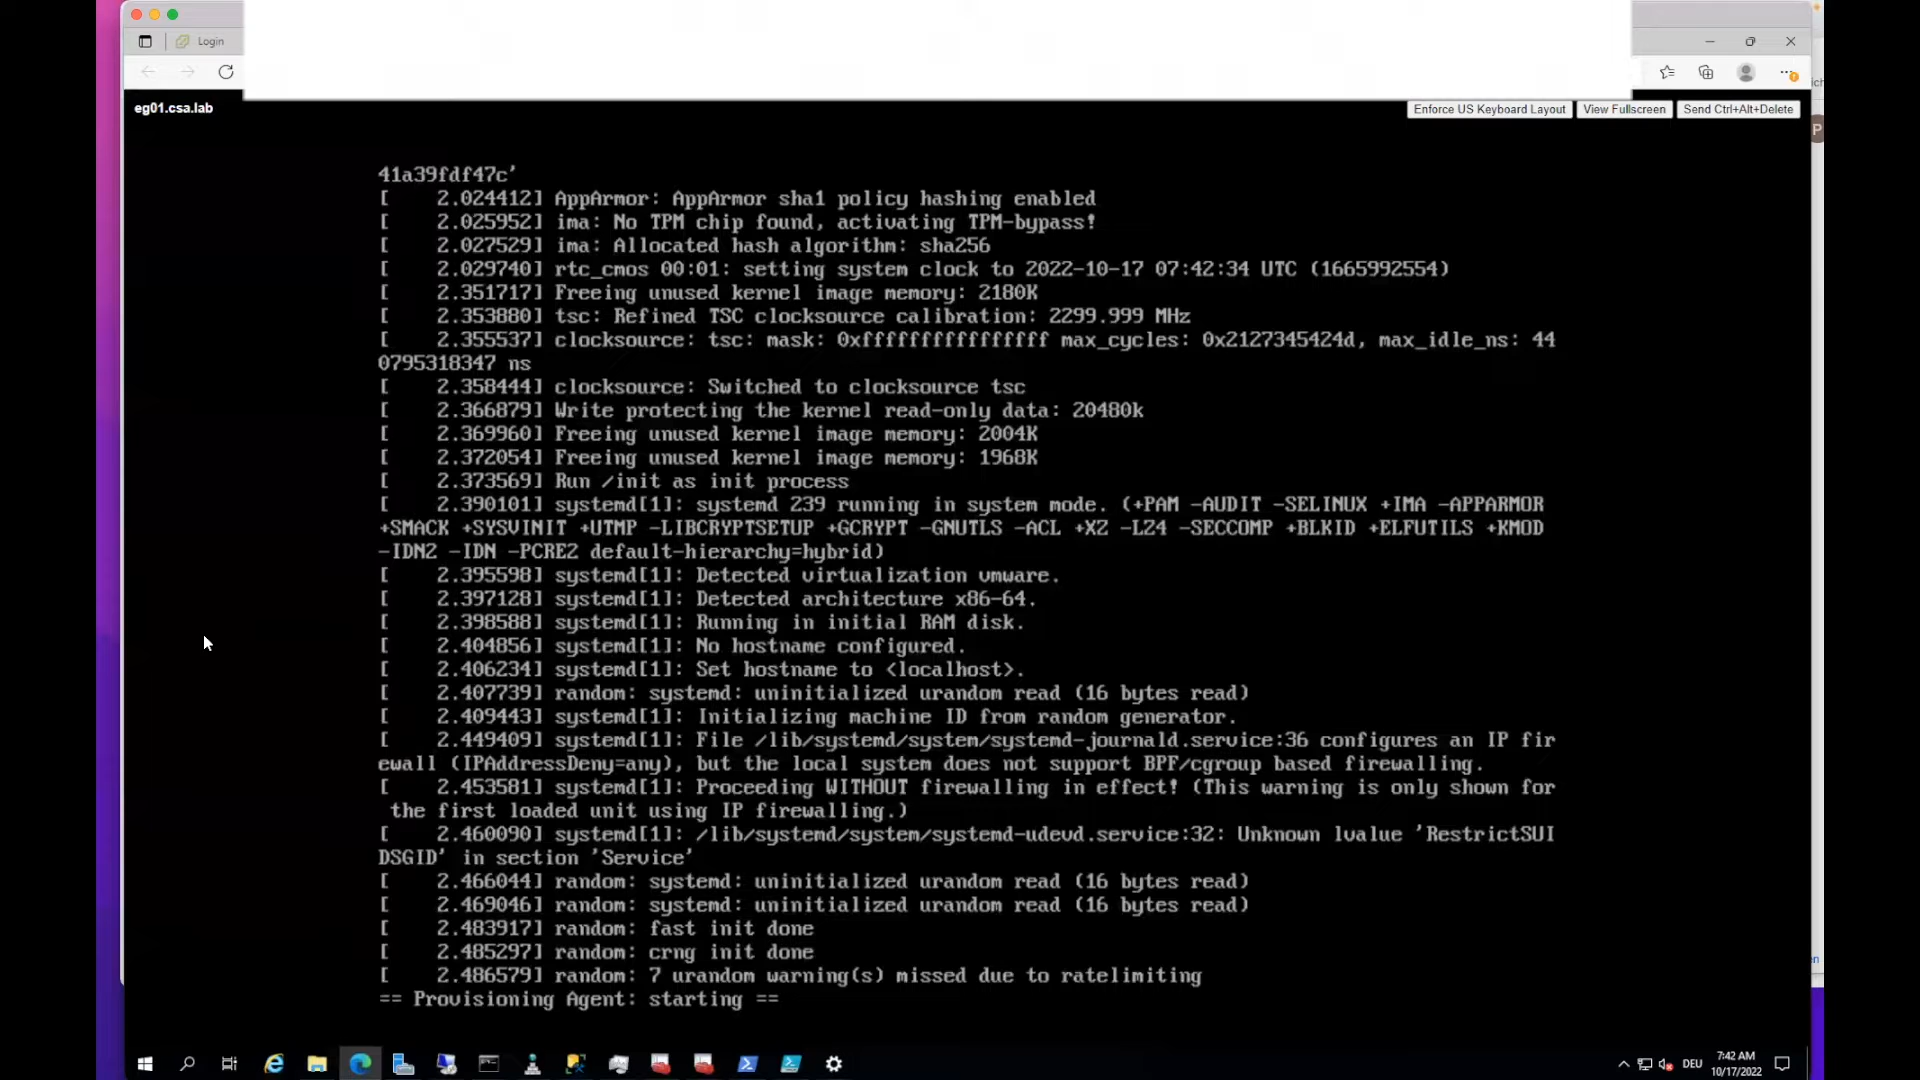 Login
eg01.csa.lab
Enforce US Keyboard Layout
View Fullscreen
Send Ctrl+Alt+Delete
41a39fdf47c'
[    2.024412] AppArmor: AppArmor sha1 policy hashing enabled
[    2.025952] ima: No TPM chip found, activating TPM-bypass!
[    2.027529] ima: Allocated hash algorithm: sha256
[    2.029740] rtc_cmos 00:01: setting system clock to 2022-10-17 07:42:34 UTC (1665992554)
[    2.351717] Freeing unused kernel image memory: 2180K
[    2.353880] tsc: Refined TSC clocksource calibration: 2299.999 MHz
[    2.355537] clocksource: tsc: mask: 0xffffffffffffffff max_cycles: 0x2127345424d, max_idle_ns: 44
0795318347 ns
[    2.358444] clocksource: Switched to clocksource tsc
[    2.366879] Write protecting the kernel read-only data: 20480k
[    2.369960] Freeing unused kernel image memory: 2004K
[    2.372054] Freeing unused kernel image memory: 1968K
[    2.373569] Run /init as init process
[    2.390101] systemd[1]: systemd 239 running in system mode. (+PAM -AUDIT -SELINUX +IMA -APPARMOR
+SMACK +SYSVINIT +UTMP -LIBCRYPTSETUP +GCRYPT -GNUTLS -ACL +XZ -LZ4 -SECCOMP +BLKID +ELFUTILS +KMOD
-IDN2 -IDN -PCRE2 default-hierarchy=hybrid)
[    2.395598] systemd[1]: Detected virtualization vmware.
[    2.397128] systemd[1]: Detected architecture x86-64.
[    2.398588] systemd[1]: Running in initial RAM disk.
[    2.404856] systemd[1]: No hostname configured.
[    2.406234] systemd[1]: Set hostname to <localhost>.
[    2.407739] random: systemd: uninitialized urandom read (16 bytes read)
[    2.409443] systemd[1]: Initializing machine ID from random generator.
[    2.449409] systemd[1]: File /lib/systemd/system/systemd-journald.service:36 configures an IP fir
ewall (IPAddressDeny=any), but the local system does not support BPF/cgroup based firewalling.
[    2.453581] systemd[1]: Proceeding WITHOUT firewalling in effect! (This warning is only shown for
 the first loaded unit using IP firewalling.)
[    2.460090] systemd[1]: /lib/systemd/system/systemd-udevd.service:32: Unknown lvalue 'RestrictSUI
DSGID' in section 'Service'
[    2.466044] random: systemd: uninitialized urandom read (16 bytes read)
[    2.469046] random: systemd: uninitialized urandom read (16 bytes read)
[    2.483917] random: fast init done
[    2.485297] random: crng init done
[    2.486579] random: 7 urandom warning(s) missed due to ratelimiting
== Provisioning Agent: starting ==
DEU
7:42 AM
10/17/2022